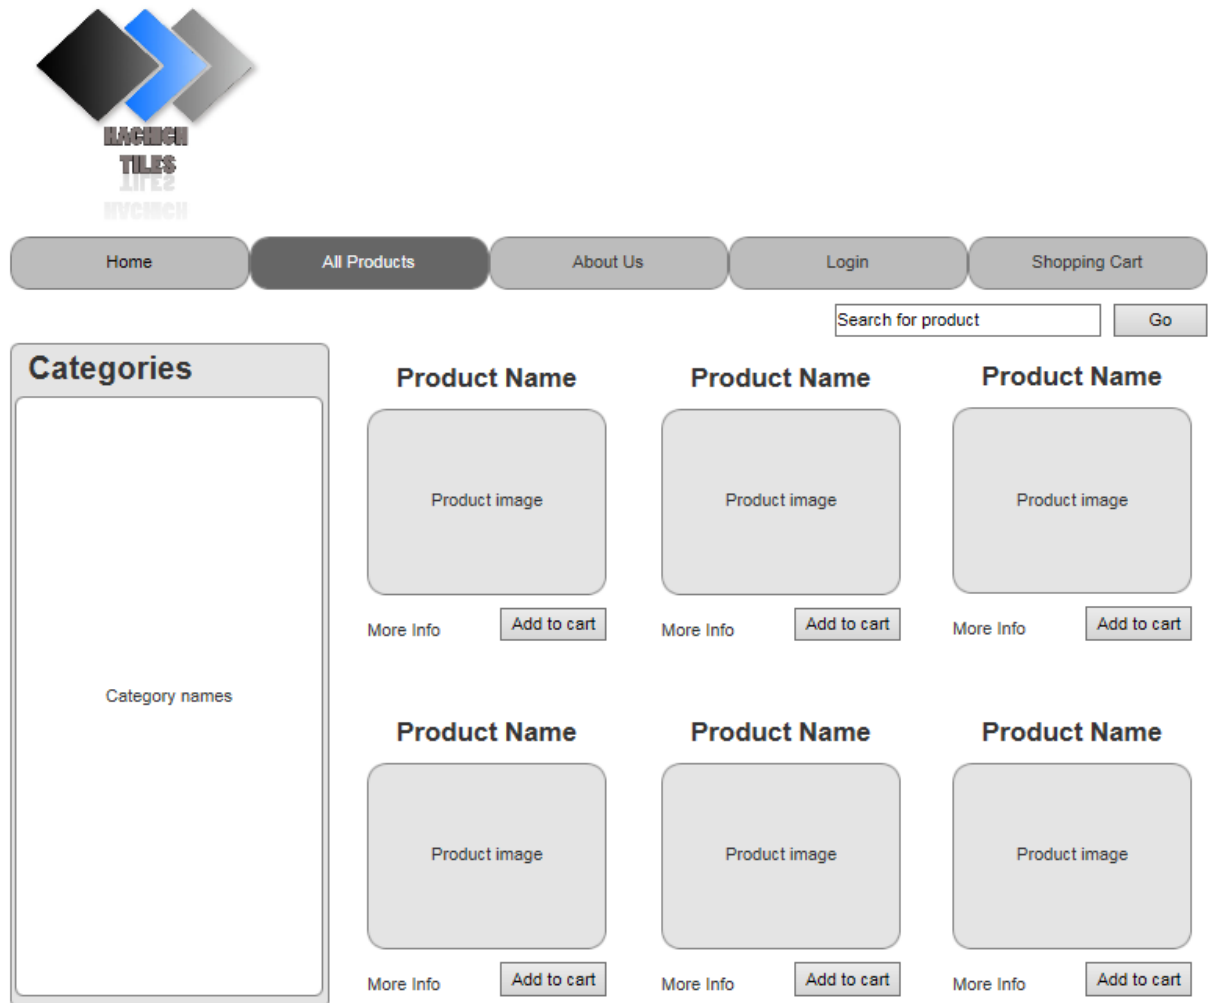 HACHICH
TILES
Home
All Products
About Us
Login
Shopping Cart
Search for product
Go
Categories
Category names
Product Name
Product Name
Product Name
Product image
Product image
Product image
More Info
Add to cart
More Info
Add to cart
More Info
Add to cart
Product Name
Product Name
Product Name
Product image
Product image
Product image
More Info
Add to cart
More Info
Add to cart
More Info
Add to cart